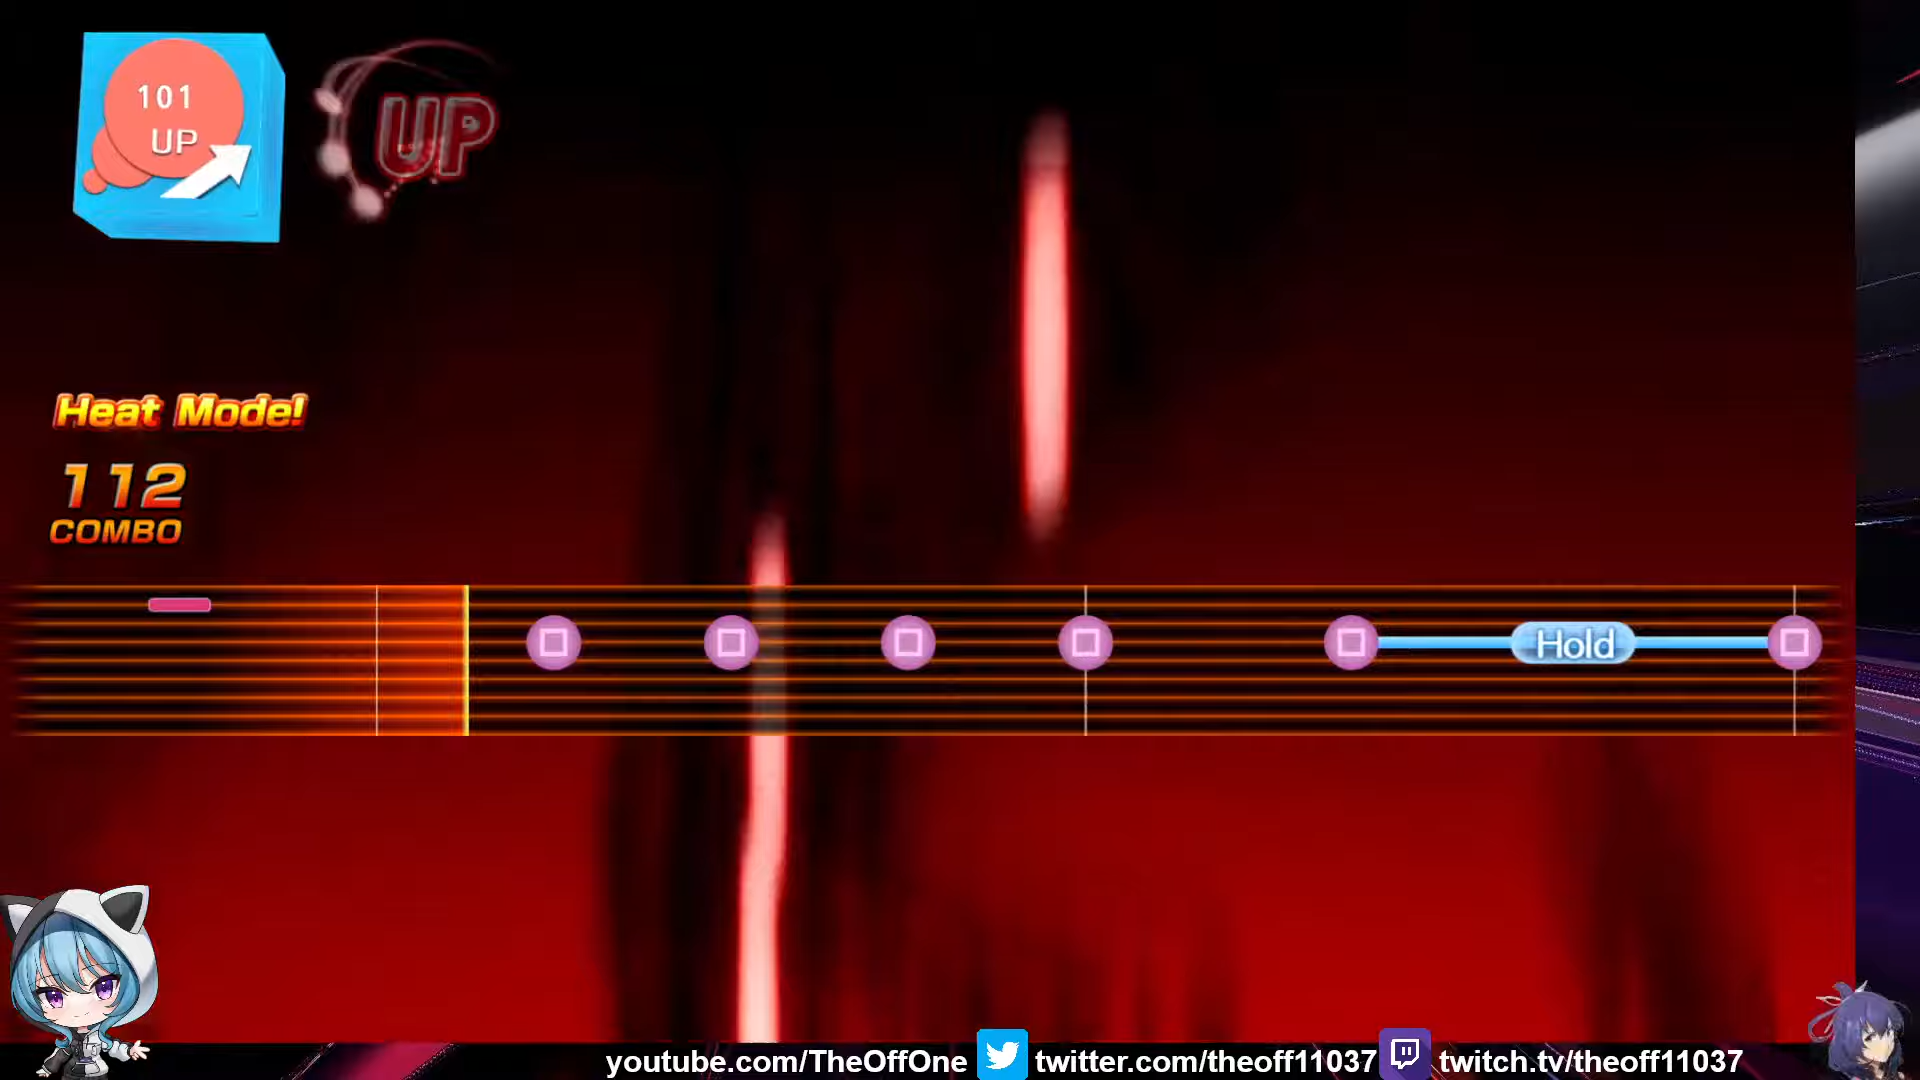 101
UP
UP
Heat Mode!
112
COMBO
Hold
youtube.com/TheOffOne twitter.com/theoff11037 twitch.tv/theoff11037